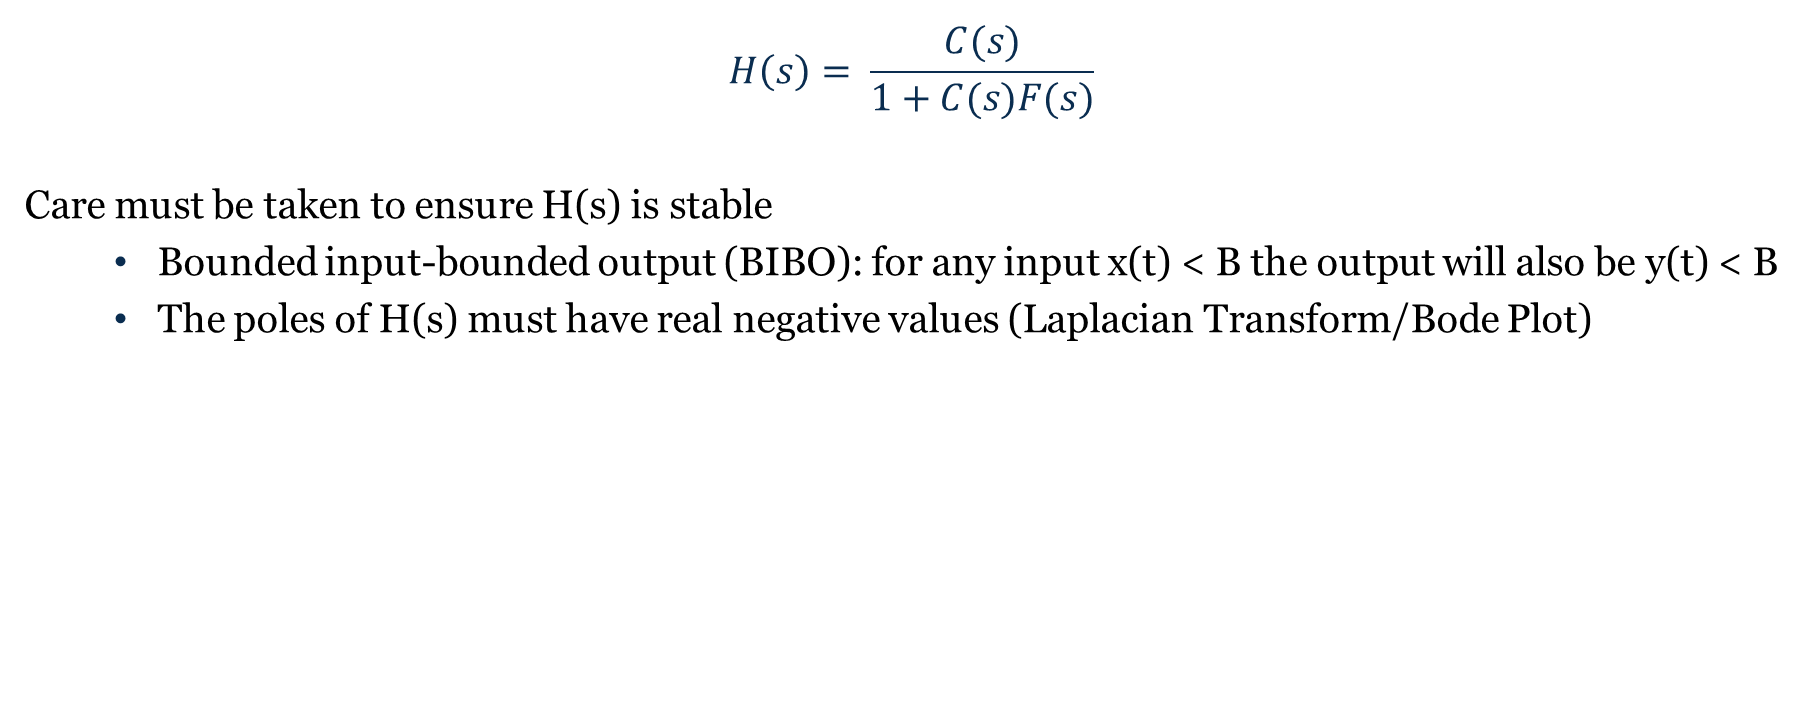 H(s) = C(s) / 1 + C(s)F(s)
Care must be taken to ensure H(s) is stable
• Bounded input-bounded output (BIBO): for any input x(t) < B the output will also be y(t) < B
• The poles of H(s) must have real negative values (Laplacian Transform/Bode Plot)